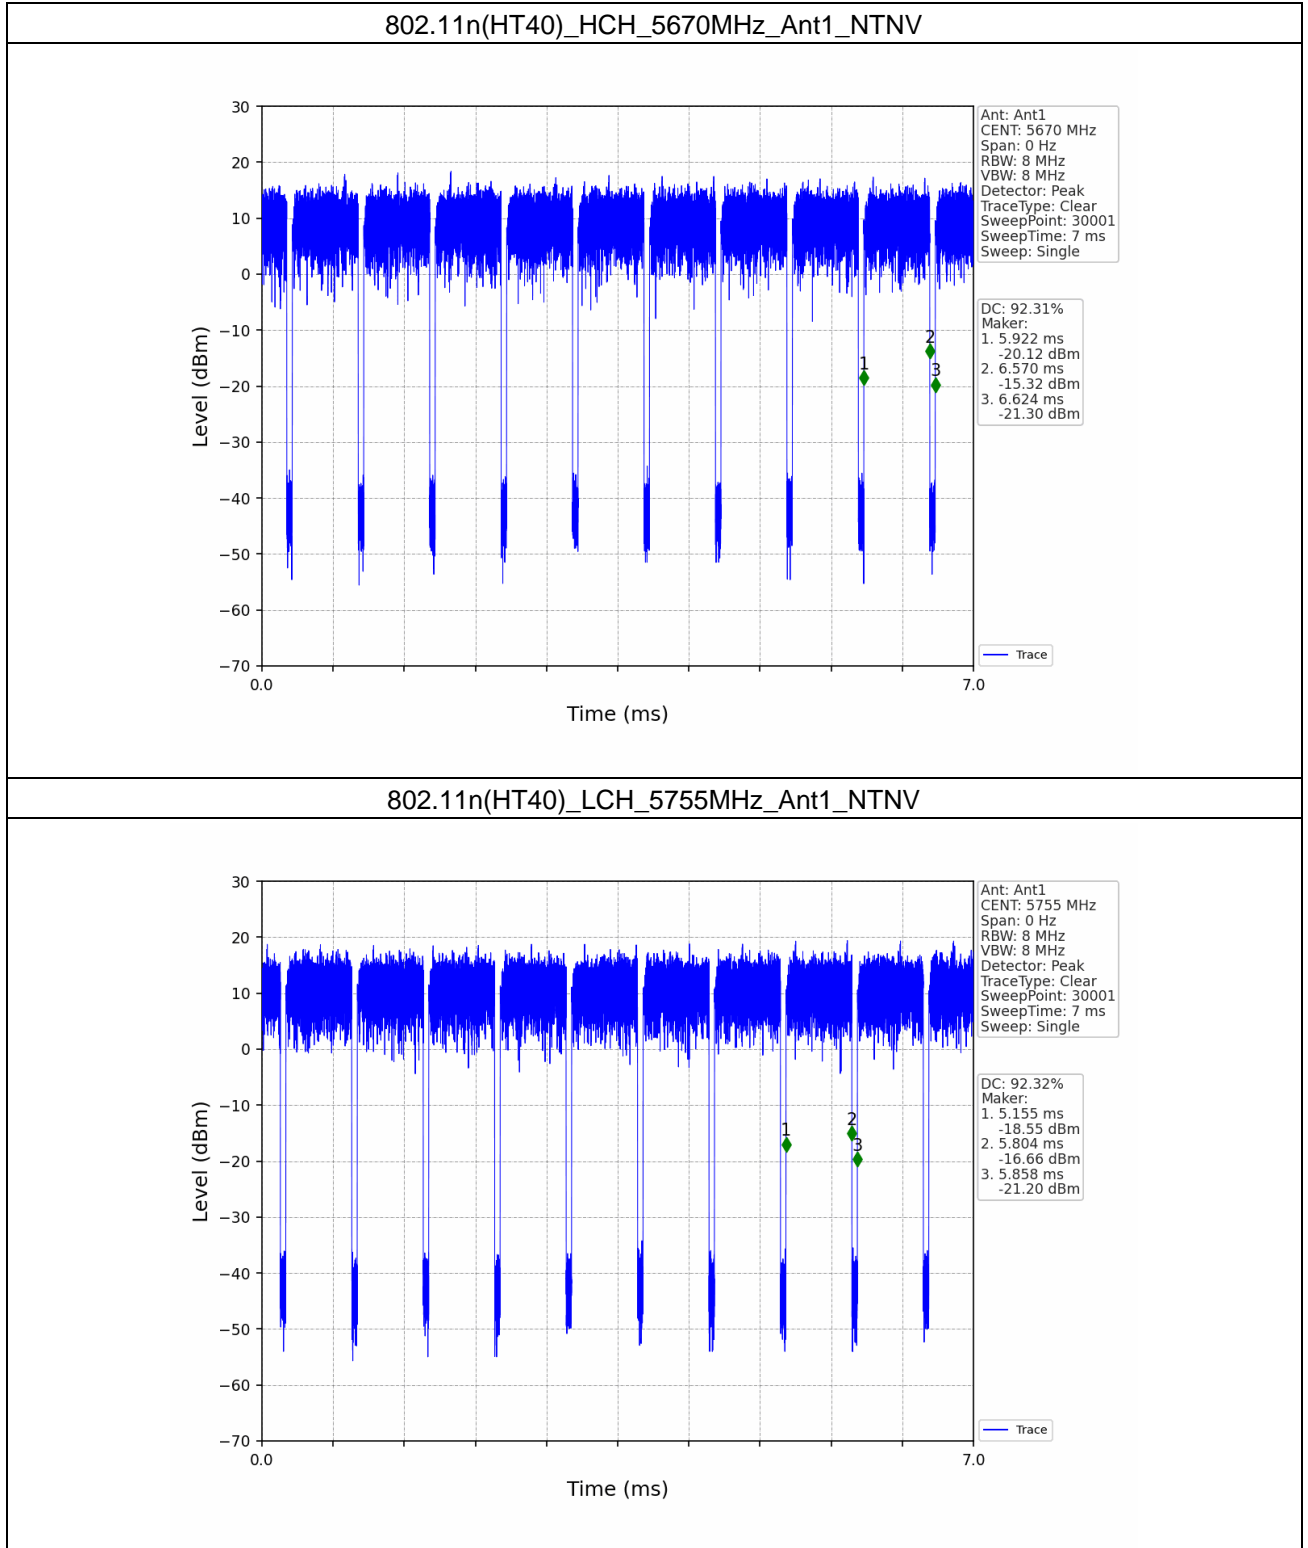 802.11n(HT40)_HCH_5670MHz_Ant1_NTNV
30
20
10
0
−10
−20
−30
−40
−50
−60
−70
Level (dBm)
0.0
7.0
Time (ms)
1
2
3
Ant: Ant1
CENT: 5670 MHz
Span: 0 Hz
RBW: 8 MHz
VBW: 8 MHz
Detector: Peak
TraceType: Clear
SweepPoint: 30001
SweepTime: 7 ms
Sweep: Single
DC: 92.31%
Maker:
1. 5.922 ms
-20.12 dBm
2. 6.570 ms
-15.32 dBm
3. 6.624 ms
-21.30 dBm
Trace
802.11n(HT40)_LCH_5755MHz_Ant1_NTNV
30
20
10
0
−10
−20
−30
−40
−50
−60
−70
Level (dBm)
0.0
7.0
Time (ms)
1
2
3
Ant: Ant1
CENT: 5755 MHz
Span: 0 Hz
RBW: 8 MHz
VBW: 8 MHz
Detector: Peak
TraceType: Clear
SweepPoint: 30001
SweepTime: 7 ms
Sweep: Single
DC: 92.32%
Maker:
1. 5.155 ms
-18.55 dBm
2. 5.804 ms
-16.66 dBm
3. 5.858 ms
-21.20 dBm
Trace